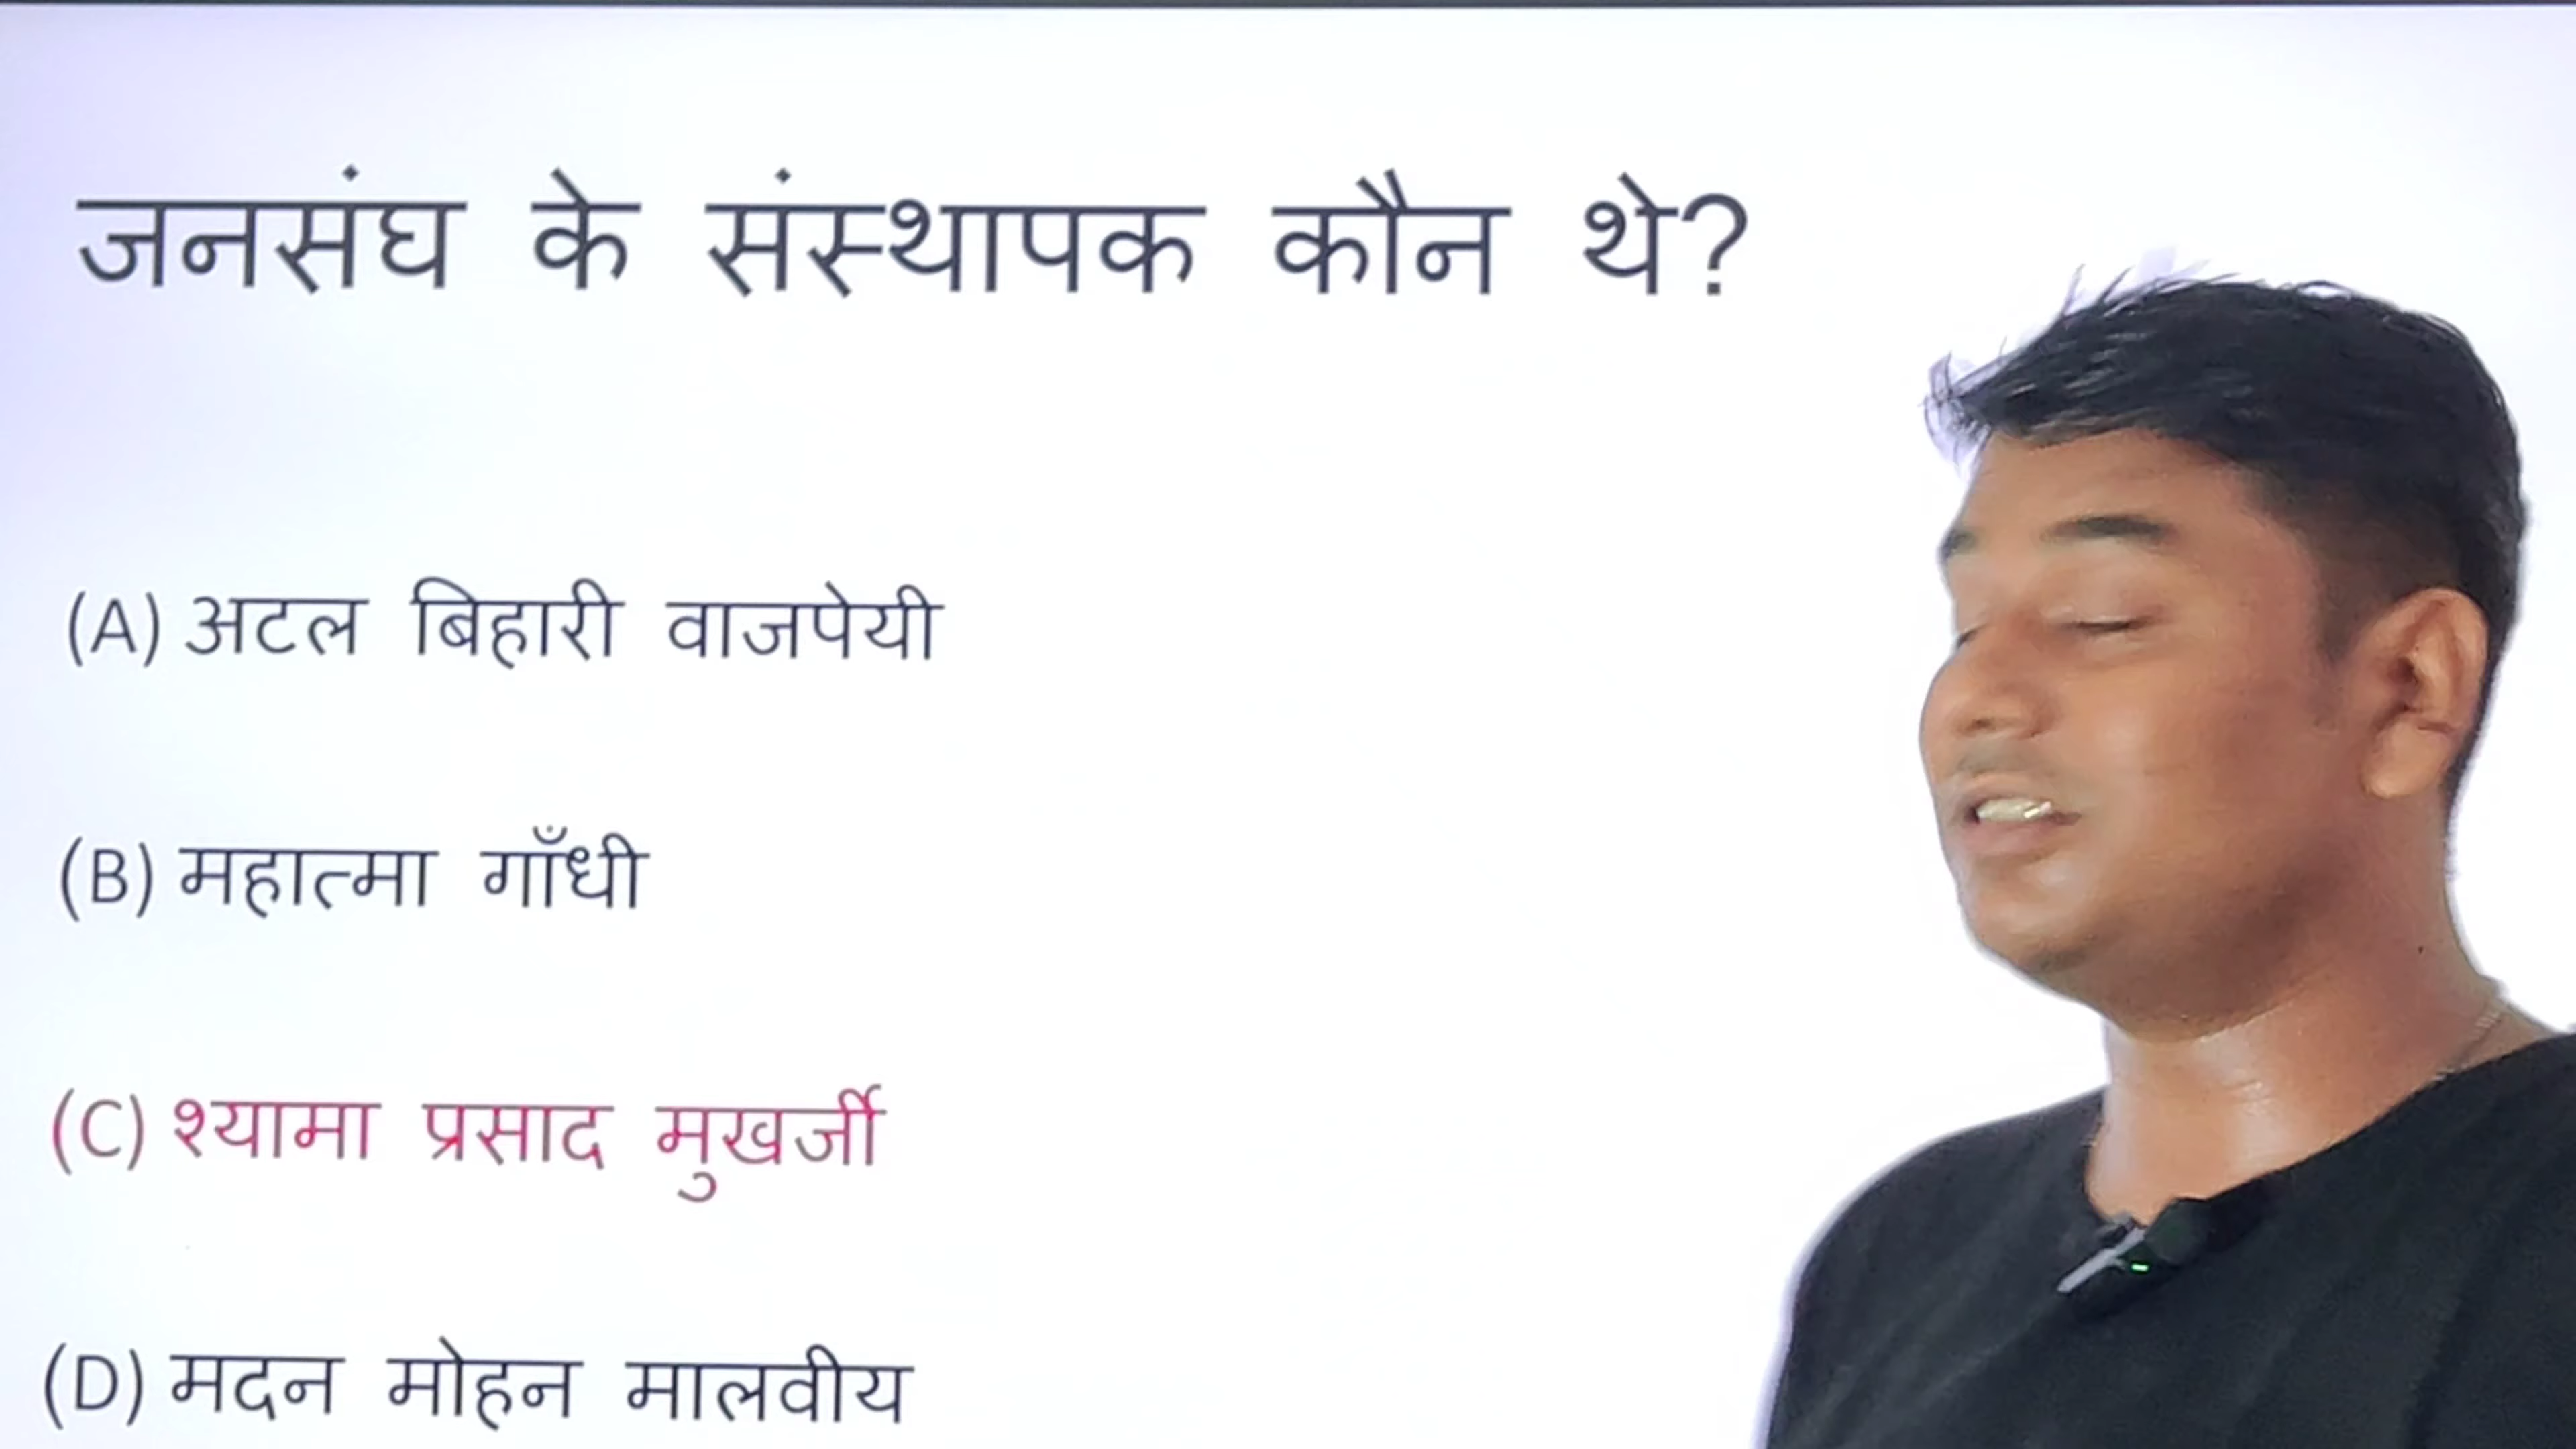 जनसंघ के संस्थापक कौन थे?
(A) अटल बिहारी वाजपेयी
(B) महात्मा गाँधी
(C) श्यामा प्रसाद मुखर्जी
(D) मदन मोहन मालवीय